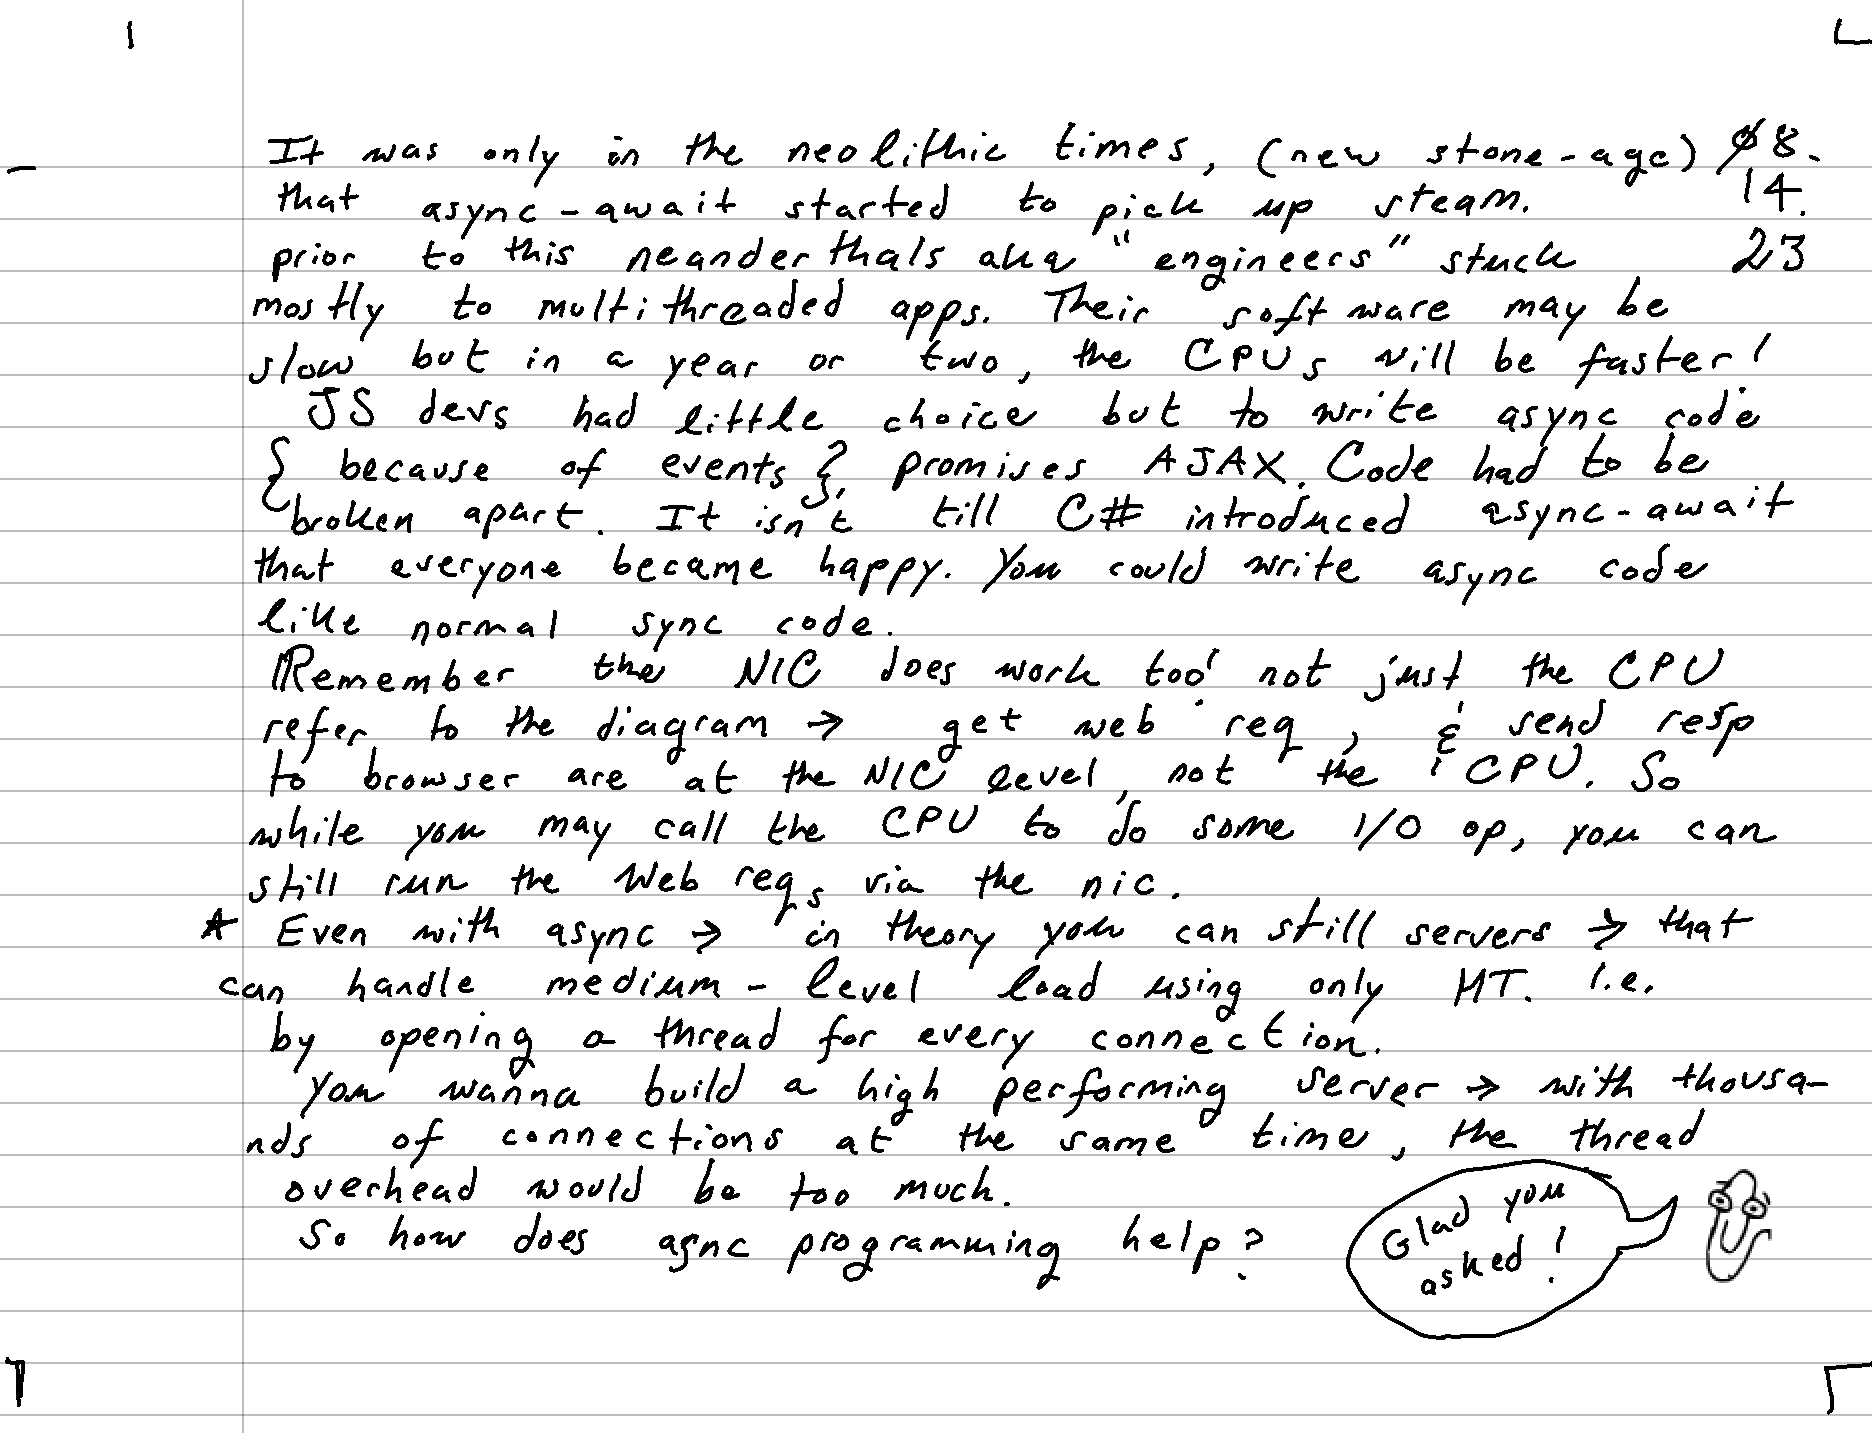 It was only in the neolithic times, (new stone-age) $8.
that async-await started to pick up steam. 14.
prior to this neanderthals aka "engineers" stuck 23
mostly to multithreaded apps. Their software may be
slow but in a year or two, the CPUs will be faster!
JS devs had little choice but to write async code
{ because of events }, promises AJAX. Code had to be
broken apart. It isn't till C# introduced async-await
that everyone became happy. You could write async code
like normal sync code.
Remember the NIC does work too! not just the CPU
refer to the diagram → get web req, & send resp
to browser are at the NIC level, not the CPU. So
while you may call the CPU to do some I/O op, you can
still run the Web reqs via the nic.
* Even with async → in theory you can still servers → that
can handle medium-level load using only MT. I.e.
by opening a thread for every connection.
You wanna build a high performing server → with thousa-
nds of connections at the same time, the thread
overhead would be too much.
So how does agnc programming help?
Glad you
asked!